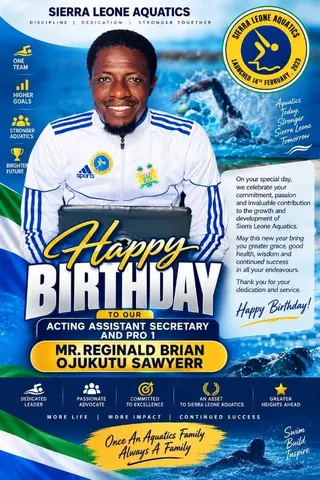 SIERRA LEONE AQUATICS
DISCIPLINE | DEDICATION | STRONGER TOGETHER
SIERRA LEONE AQUATICS
LAUNCHED 14TH FEBRUARY, 2023
ONE
TEAM
HIGHER
GOALS
STRONGER
AQUATICS
BRIGHTER
FUTURE
Aquatics
Today,
Stronger
Sierra Leone
Tomorrow
sports
On your special day,
we celebrate your
commitment, passion
and invaluable contribution
to the growth and
development of
Sierra Leone Aquatics.
May this new year bring
you greater grace, good
health, wisdom and
continued success
in all your endeavours.
Thank you for your
dedication and service.
Happy Birthday!
Happy
BIRTHDAY
TO OUR
ACTING ASSISTANT SECRETARY
AND PRO 1
MR. REGINALD BRIAN
OJUKUTU SAWYERR
DEDICATED
LEADER
PASSIONATE
ADVOCATE
COMMITTED
TO EXCELLENCE
AN ASSET
TO SIERRA LEONE AQUATICS
GREATER
HEIGHTS AHEAD
MORE LIFE | MORE IMPACT | CONTINUED SUCCESS
Once An Aquatics Family
Always A Family
Swim
Build
Inspire